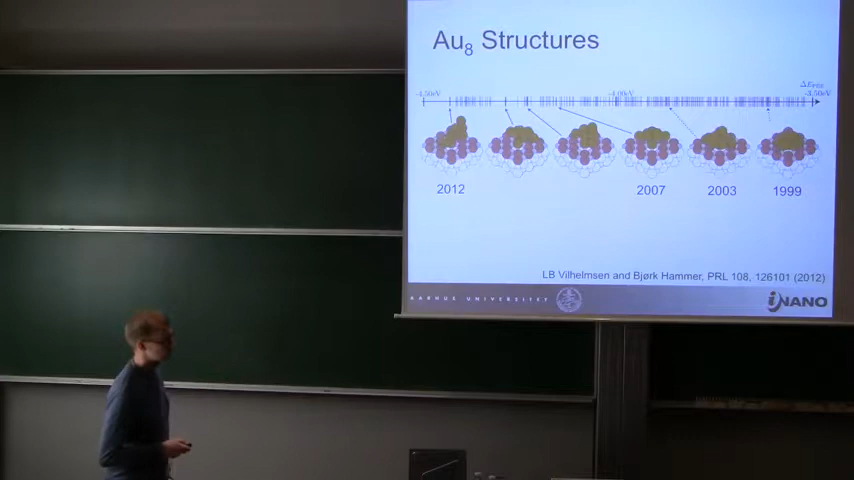 Au8 Structures
-4.50eV
-4.00eV
-3.50eV
2012
2007
2003
1999
LB Vilhelmsen and Bjørk Hammer, PRL 108, 126101 (2012)
AARHUS UNIVERSITET
iNANO